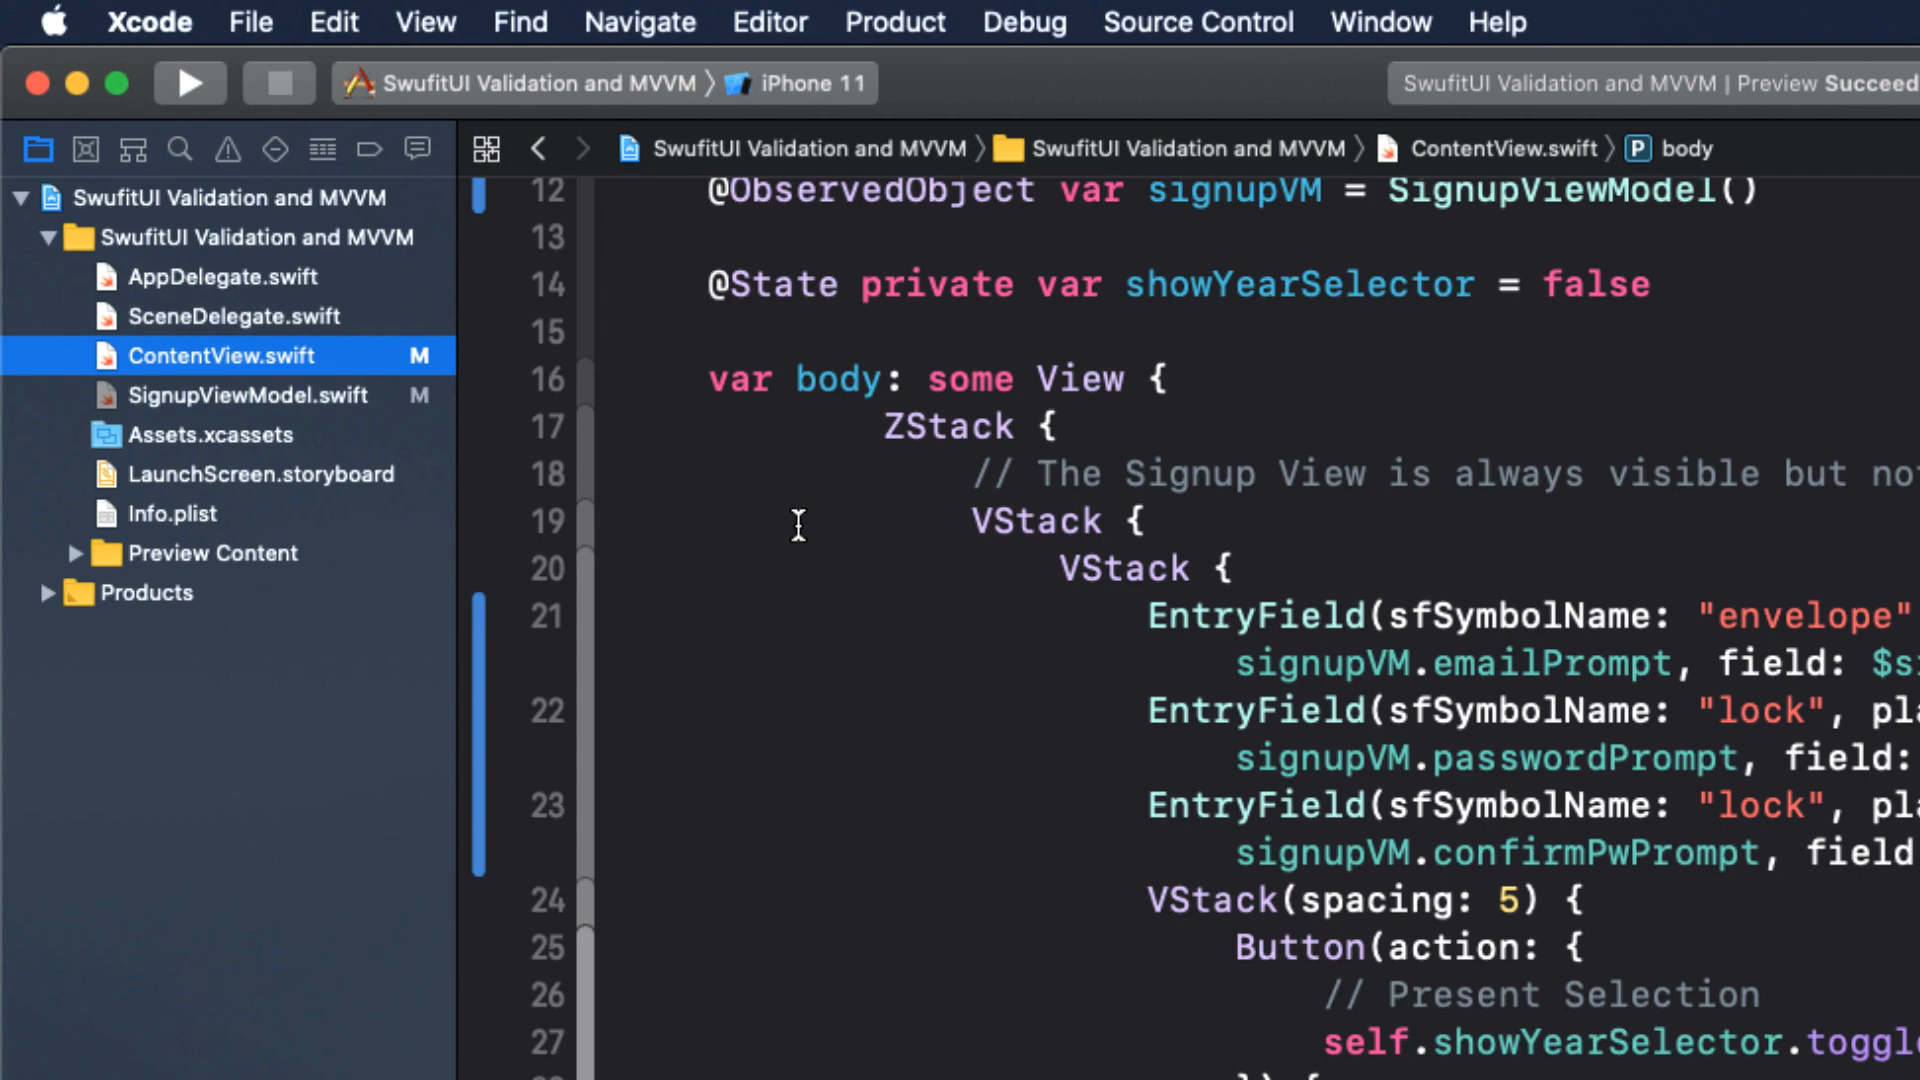 Xcode File Edit View Find Navigate Editor Product Debug Source Control Window Help
SwufitUI Validation and MVVM 〉 iPhone 11
SwufitUI Validation and MVVM | Preview Succeed
SwufitUI Validation and MVVM 〉 SwufitUI Validation and MVVM 〉 ContentView.swift 〉 P body
SwufitUI Validation and MVVM
SwufitUI Validation and MVVM
AppDelegate.swift
SceneDelegate.swift
ContentView.swift M
SignupViewModel.swift M
Assets.xcassets
LaunchScreen.storyboard
Info.plist
Preview Content
Products
12 @ObservedObject var signupVM = SignupViewModel()
13
14 @State private var showYearSelector = false
15
16 var body: some View {
17 ZStack {
18 // The Signup View is always visible but no
19 VStack {
20 VStack {
21 EntryField(sfSymbolName: "envelope"
signupVM.emailPrompt, field: $si
22 EntryField(sfSymbolName: "lock", pla
signupVM.passwordPrompt, field:
23 EntryField(sfSymbolName: "lock", pla
signupVM.confirmPwPrompt, field
24 VStack(spacing: 5) {
25 Button(action: {
26 // Present Selection
27 self.showYearSelector.toggle
}) {